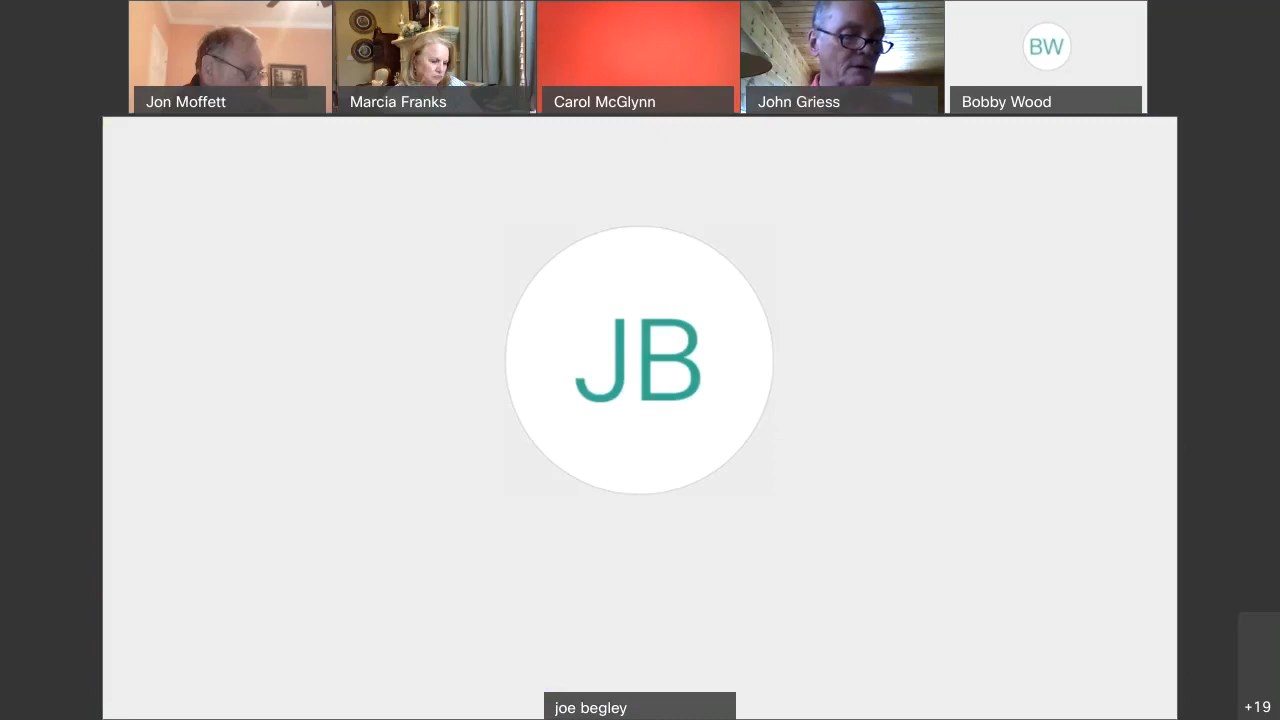 Jon Moffett
Marcia Franks
Carol McGlynn
John Griess
BW
Bobby Wood
JB
joe begley
+19